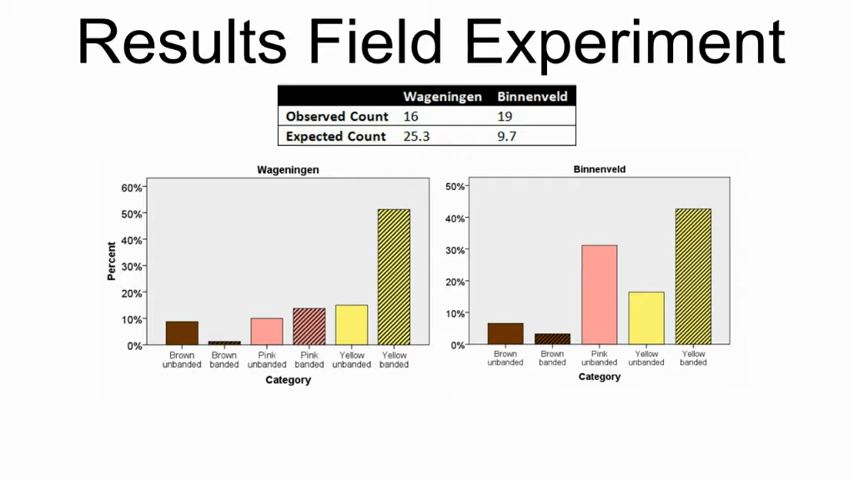 Results Field Experiment
Wageningen Binnenveld
Observed Count 16 19
Expected Count 25.3 9.7
Wageningen
60%
50%
40%
30%
20%
10%
0%
Percent
Brown unbanded
Brown banded
Pink unbanded
Pink banded
Yellow unbanded
Yellow banded
Category
Binnenveld
50%
40%
30%
20%
10%
0%
Brown unbanded
Brown banded
Pink unbanded
Yellow unbanded
Yellow banded
Category